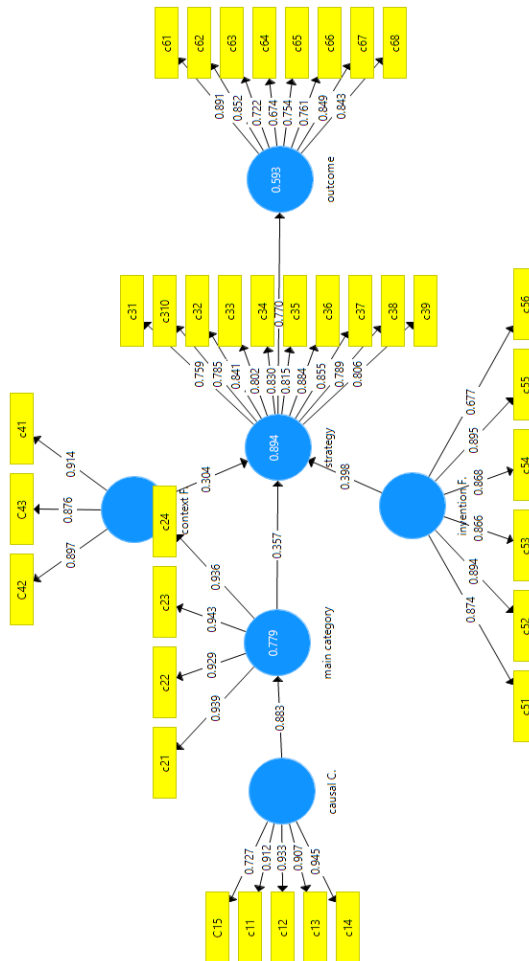 c61
c62
c63
c64
c65
c66
c67
c68
0.891
0.852
0.722
0.674
0.754
0.761
0.849
0.843
0.593
outcome
0.770
c31
c310
c32
c33
c34
c35
c36
c37
c38
c39
0.759
0.785
0.841
0.802
0.830
0.815
0.884
0.855
0.789
0.806
0.894
strategy
C42
C43
c41
0.897
0.876
0.914
context F.
0.304
c21
c22
c23
c24
0.939
0.929
0.943
0.936
0.779
main category
0.357
0.883
causal C.
C15
c11
c12
c13
c14
0.727
0.912
0.933
0.907
0.945
0.398
invention F.
0.874
0.894
0.866
0.868
0.895
0.677
c51
c52
c53
c54
c55
c56